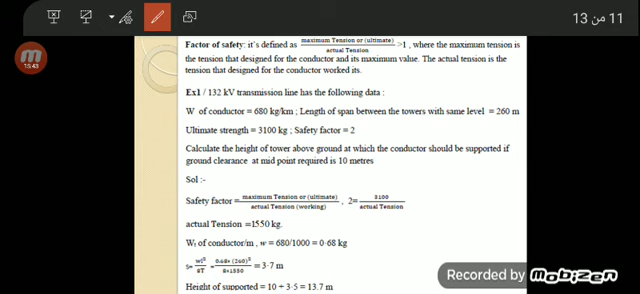 11 من 13
Factor of safety: it's defined as maximum Tension or (ultimate) / actual Tension >1 , where the maximum tension is
the tension that designed for the conductor and its maximum value. The actual tension is the
tension that designed for the conductor worked its.
Ex1 / 132 kV transmission line has the following data :
W of conductor = 680 kg/km ; Length of span between the towers with same level = 260 m
Ultimate strength = 3100 kg ; Safety factor = 2
Calculate the height of tower above ground at which the conductor should be supported if
ground clearance at mid point required is 10 metres
Sol :-
Safety factor = maximum Tension or (ultimate) / actual Tension (working) , 2= 3100 / actual Tension
actual Tension =1550 kg.
Wt of conductor/m , w = 680/1000 = 0·68 kg
s= wl² / 8T = 0.68∗ (260)² / 8∗1550 = 3·7 m
Height of supported = 10 + 3·5 = 13.7 m
m
15:43
Recorded by Mobizen